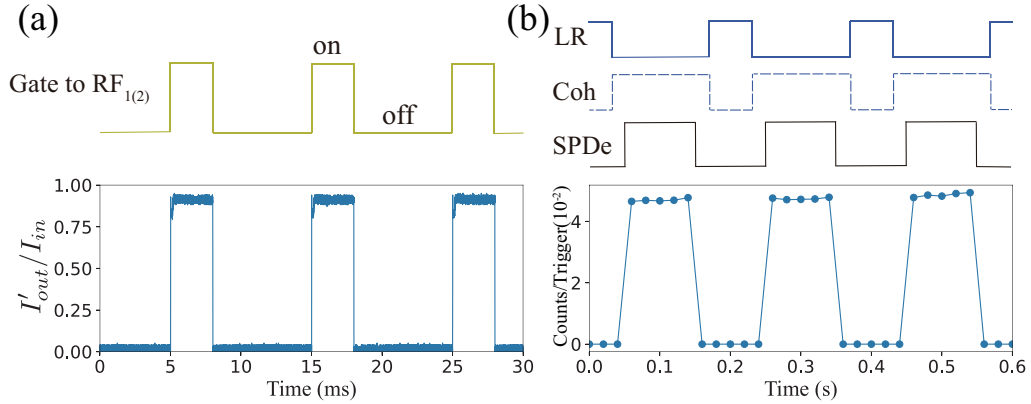 (a)
on
Gate to RF1(2)
off
1.00
0.75
0.50
0.25
0.00
I'out/Iin
0 5 10 15 20 25 30
Time (ms)
(b)
LR
Coh
SPDe
4
2
0
Counts/Trigger(10-2)
0.0 0.1 0.2 0.3 0.4 0.5 0.6
Time (s)